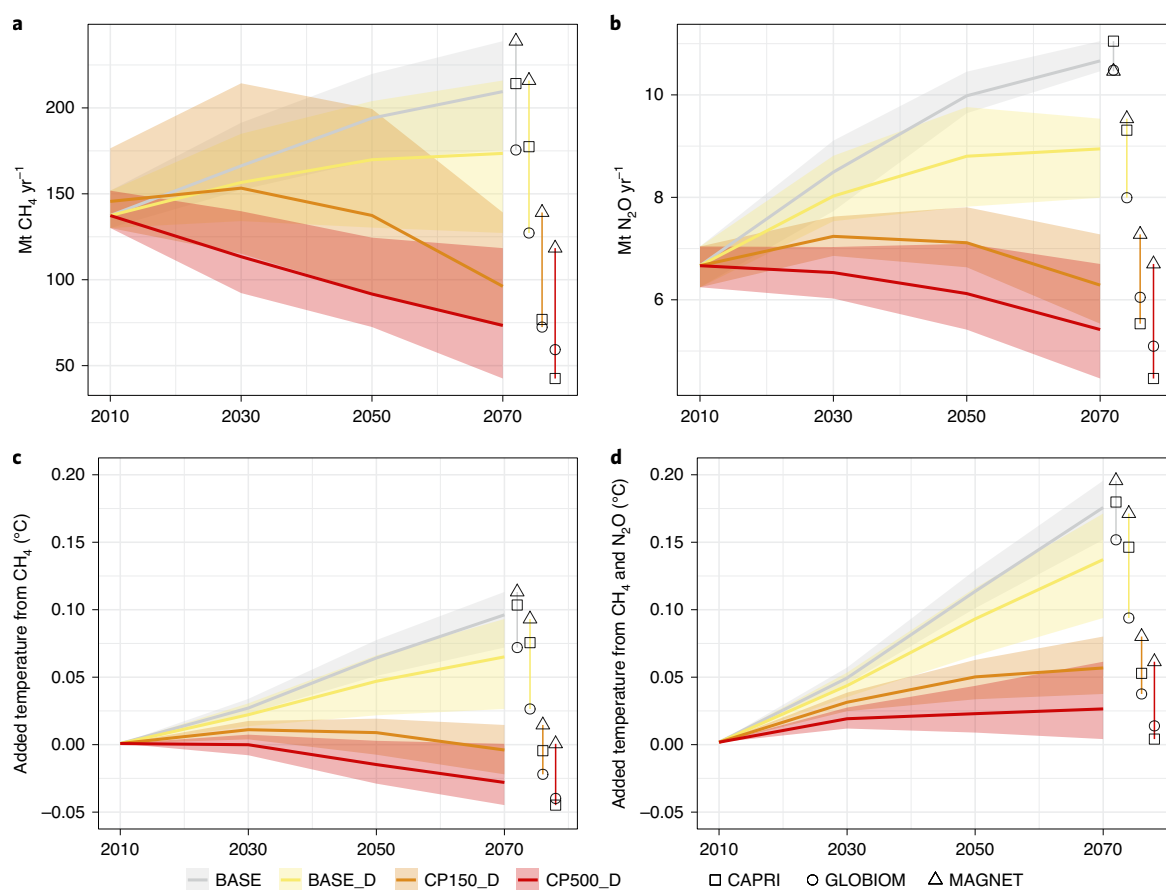 a
Mt CH₄ yr⁻¹
200
150
100
50
2010 2030 2050 2070
b
Mt N₂O yr⁻¹
10
8
6
2010 2030 2050 2070
c
Added temperature from CH₄ (°C)
0.20
0.15
0.10
0.05
0.00
–0.05
2010 2030 2050 2070
d
Added temperature from CH₄ and N₂O (°C)
0.20
0.15
0.10
0.05
0.00
–0.05
2010 2030 2050 2070
BASE BASE_D CP150_D CP500_D CAPRI GLOBIOM MAGNET